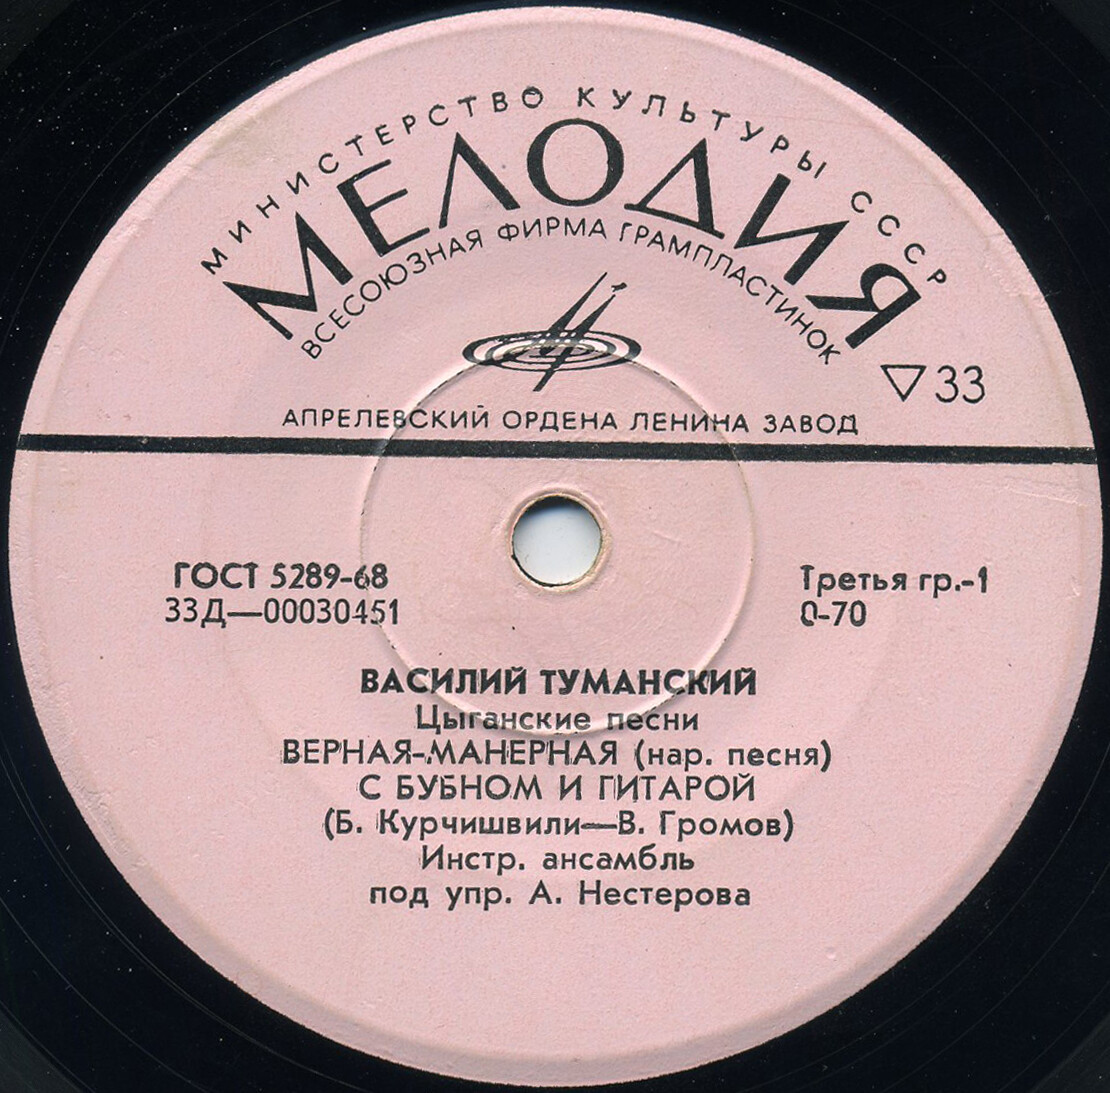 МИНИСТЕРСТВО КУЛЬТУРЫ СССР
МЕЛОДИЯ
ВСЕСОЮЗНАЯ ФИРМА ГРАМПЛАСТИНОК
▽33
АПРЕЛЕВСКИЙ ОРДЕНА ЛЕНИНА ЗАВОД
ГОСТ 5289-68
33Д—00030451
Третья гр.-1
0-70
ВАСИЛИЙ ТУМАНСКИЙ
Цыганские песни
ВЕРНАЯ-МАНЕРНАЯ (нар. песня)
С БУБНОМ И ГИТАРОЙ
(Б. Курчишвили—В. Громов)
Инстр. ансамбль
под упр. А. Нестерова